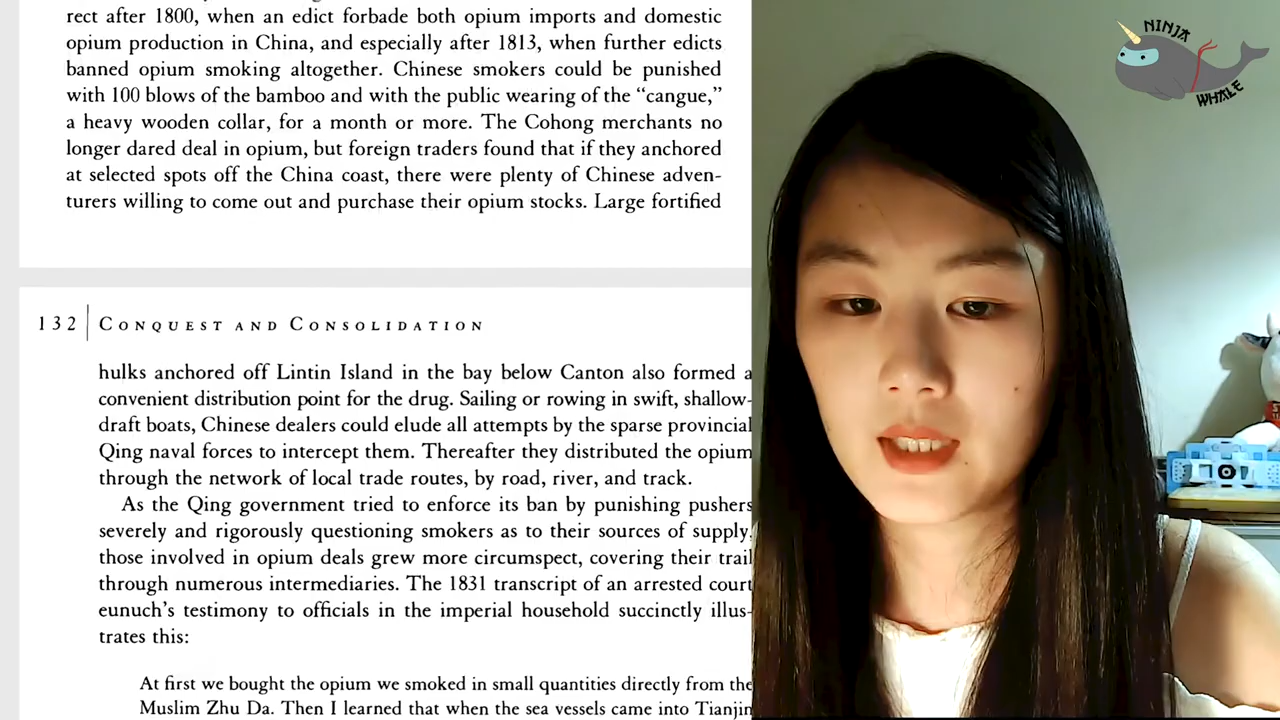 rect after 1800, when an edict forbade both opium imports and domestic
opium production in China, and especially after 1813, when further edicts
banned opium smoking altogether. Chinese smokers could be punished
with 100 blows of the bamboo and with the public wearing of the “cangue,”
a heavy wooden collar, for a month or more. The Cohong merchants no
longer dared deal in opium, but foreign traders found that if they anchored
at selected spots off the China coast, there were plenty of Chinese adven-
turers willing to come out and purchase their opium stocks. Large fortified
132 CONQUEST AND CONSOLIDATION
hulks anchored off Lintin Island in the bay below Canton also formed a
convenient distribution point for the drug. Sailing or rowing in swift, shallow-
draft boats, Chinese dealers could elude all attempts by the sparse provincial
Qing naval forces to intercept them. Thereafter they distributed the opium
through the network of local trade routes, by road, river, and track.
As the Qing government tried to enforce its ban by punishing pushers
severely and rigorously questioning smokers as to their sources of supply,
those involved in opium deals grew more circumspect, covering their trail
through numerous intermediaries. The 1831 transcript of an arrested court
eunuch’s testimony to officials in the imperial household succinctly illus-
trates this:
At first we bought the opium we smoked in small quantities directly from the
Muslim Zhu Da. Then I learned that when the sea vessels came into Tianjin
NINJA
WHALE